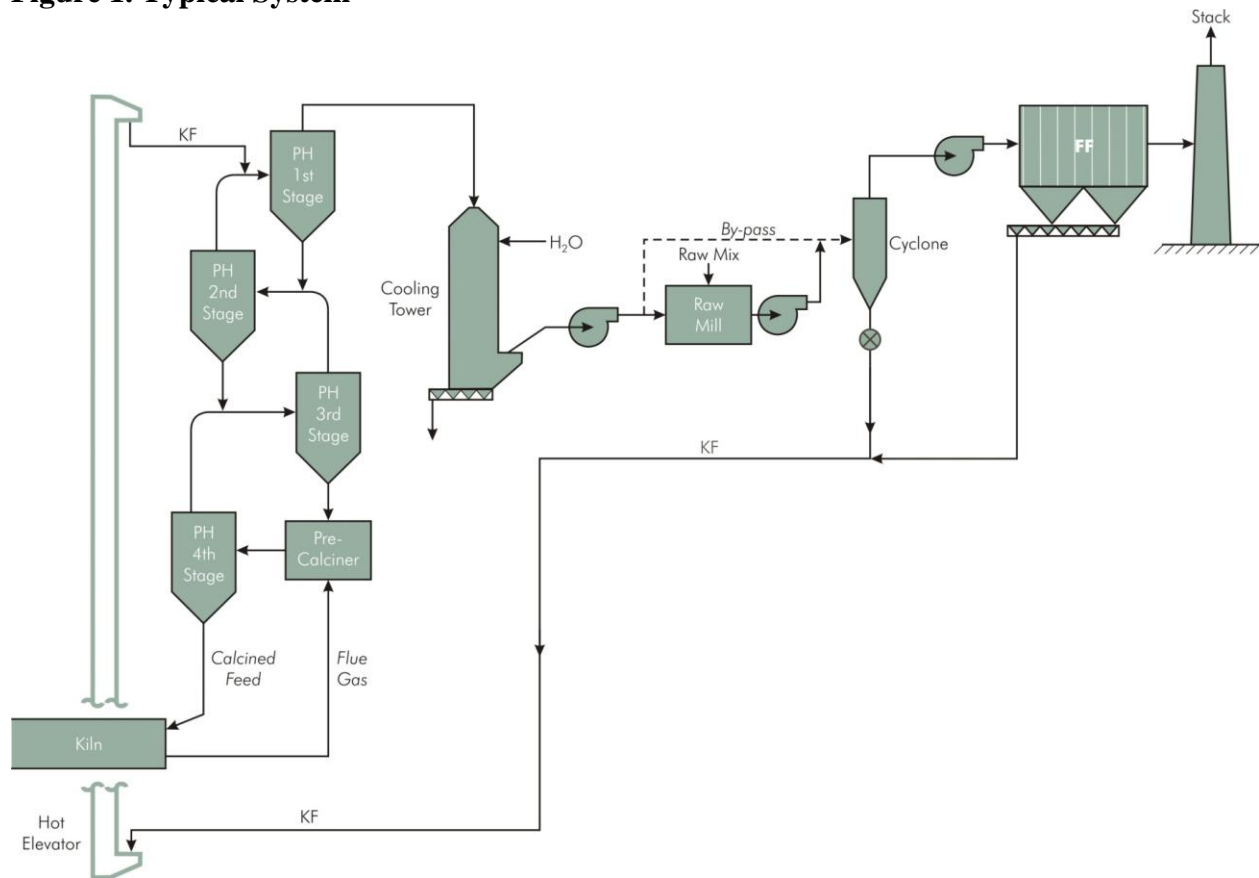 Figure 1. Typical System
Stack
KF
PH
1st
Stage
FF
By-pass
H₂O
Raw Mix
Cyclone
PH
2nd
Stage
Cooling
Tower
Raw
Mill
PH
3rd
Stage
KF
PH
4th
Stage
Pre-
Calciner
Calcined
Feed
Flue
Gas
Kiln
KF
Hot
Elevator